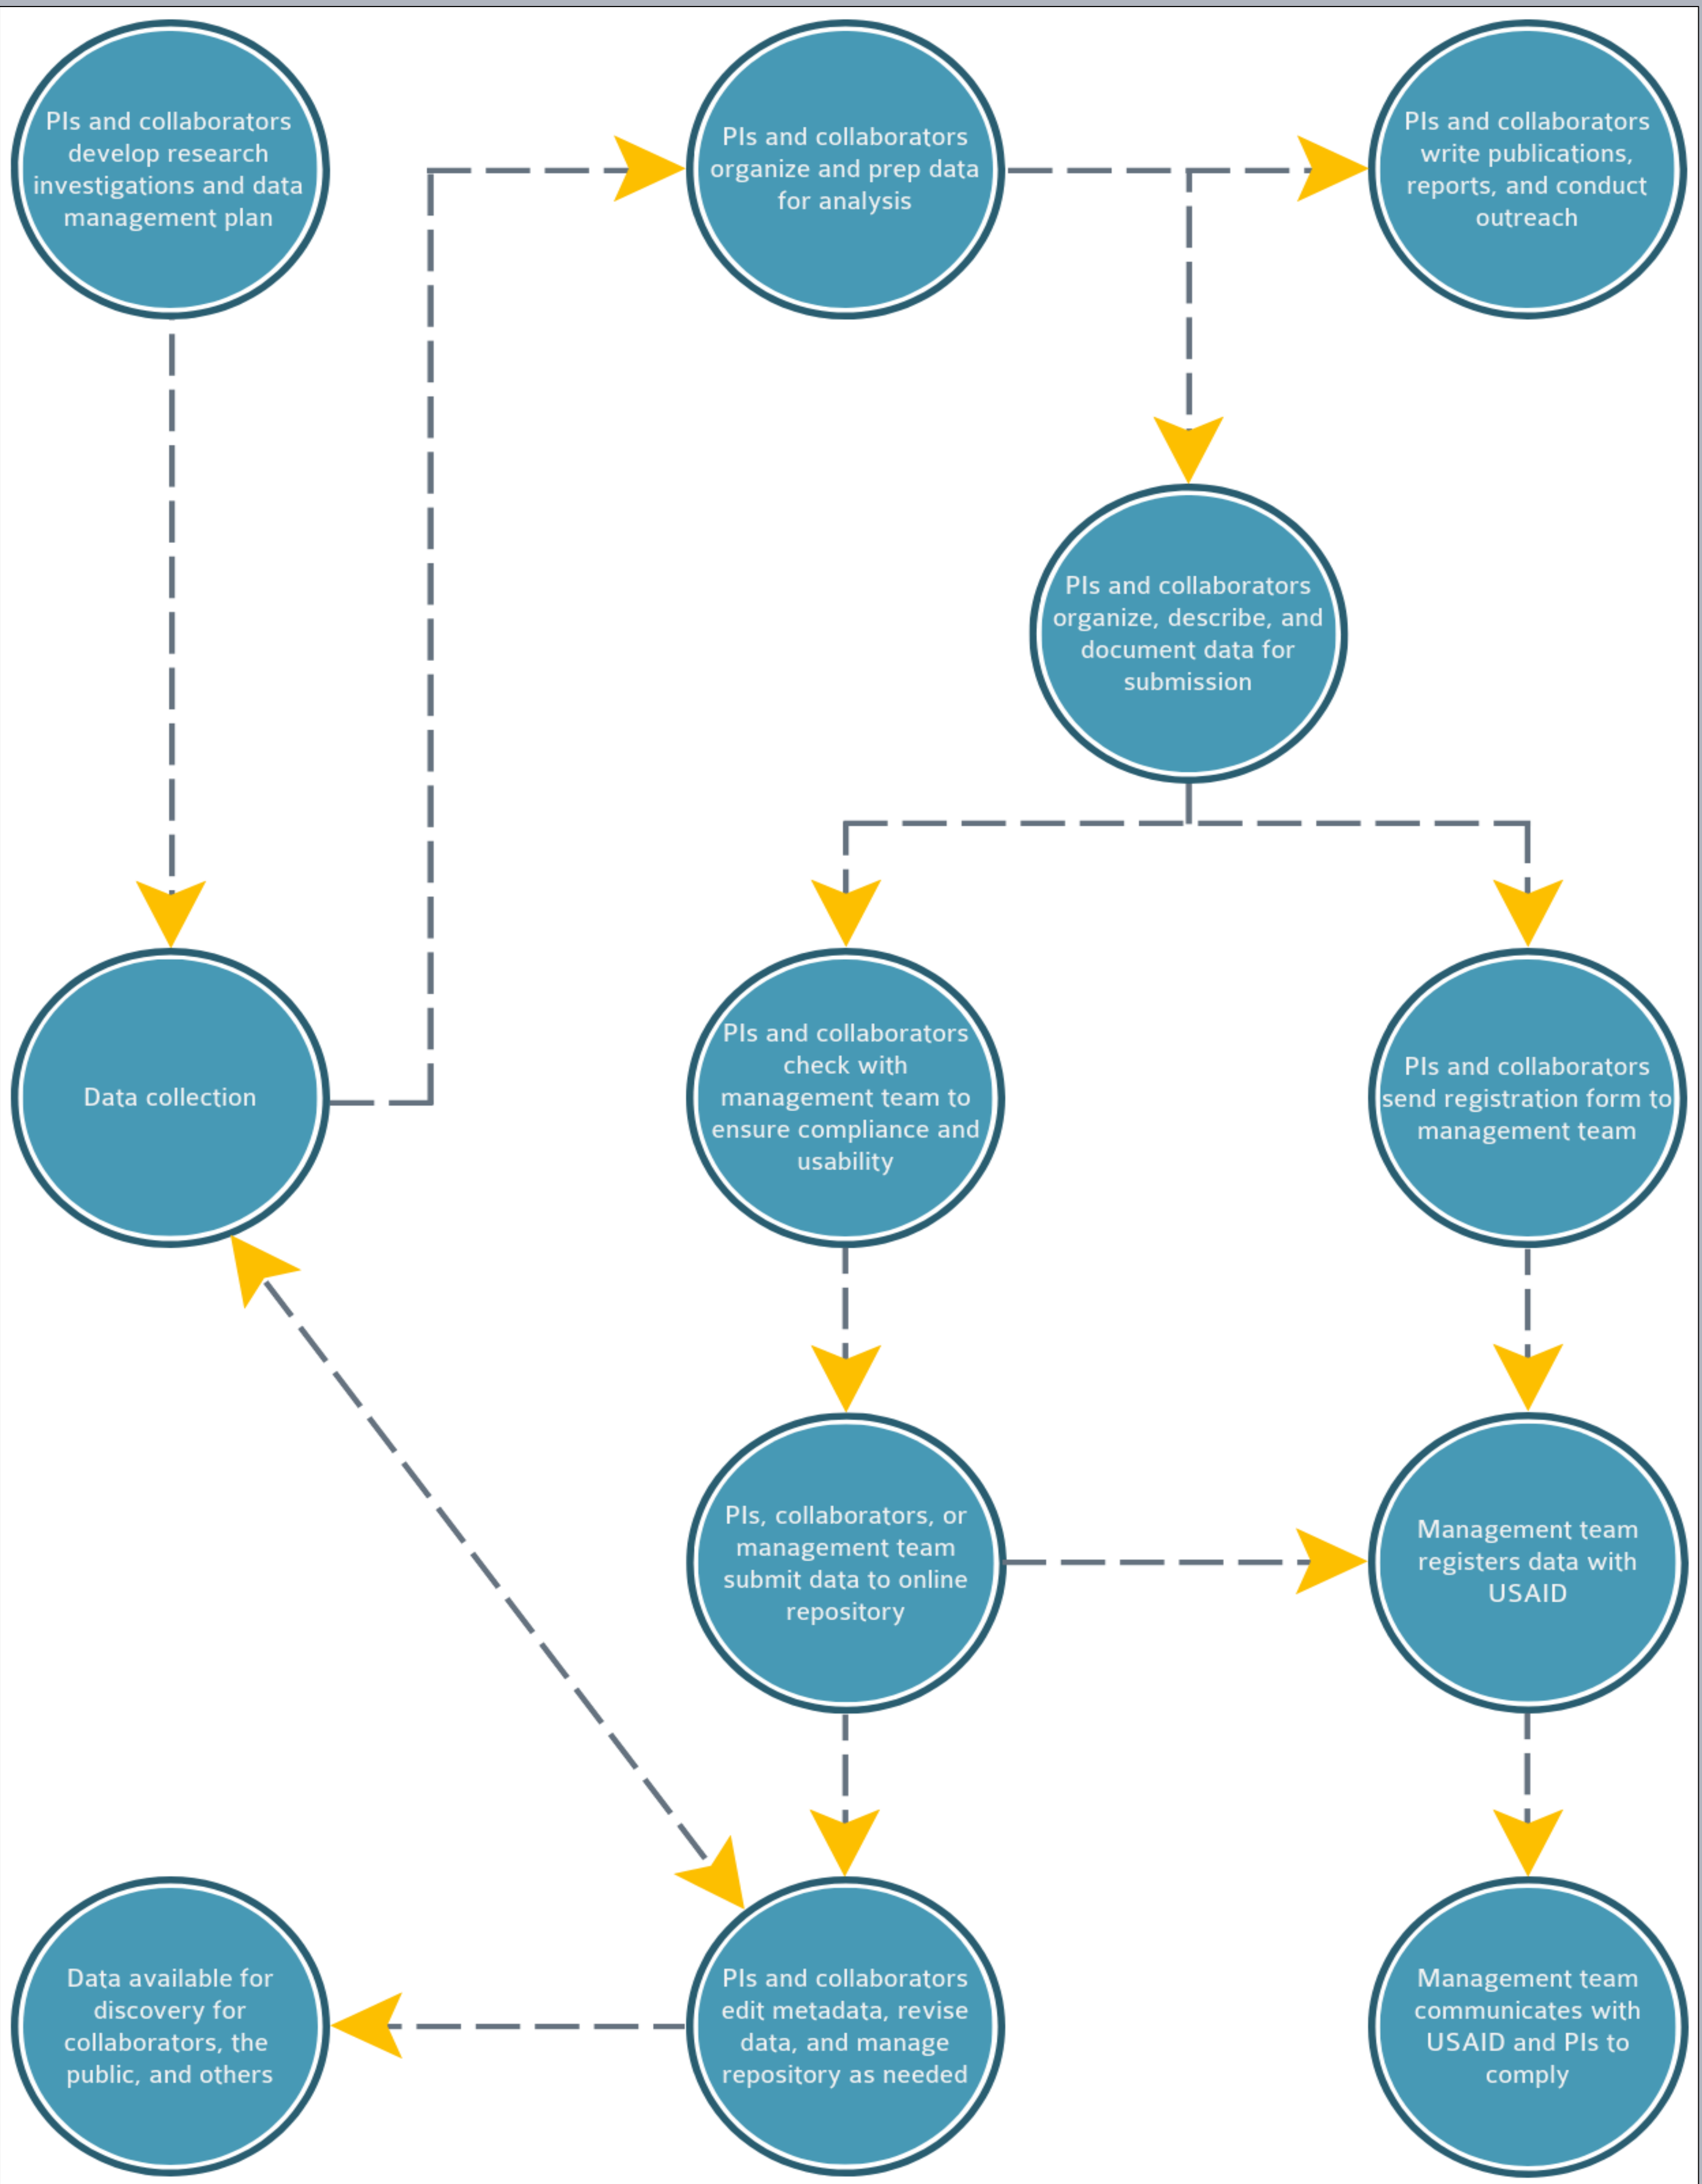 PIs and collaborators
develop research
investigations and data
management plan
PIs and collaborators
organize and prep data
for analysis
PIs and collaborators
write publications,
reports, and conduct
outreach
PIs and collaborators
organize, describe, and
document data for
submission
Data collection
PIs and collaborators
check with
management team to
ensure compliance and
usability
PIs and collaborators
send registration form to
management team
PIs, collaborators, or
management team
submit data to online
repository
Management team
registers data with
USAID
Data available for
discovery for
collaborators, the
public, and others
PIs and collaborators
edit metadata, revise
data, and manage
repository as needed
Management team
communicates with
USAID and PIs to
comply